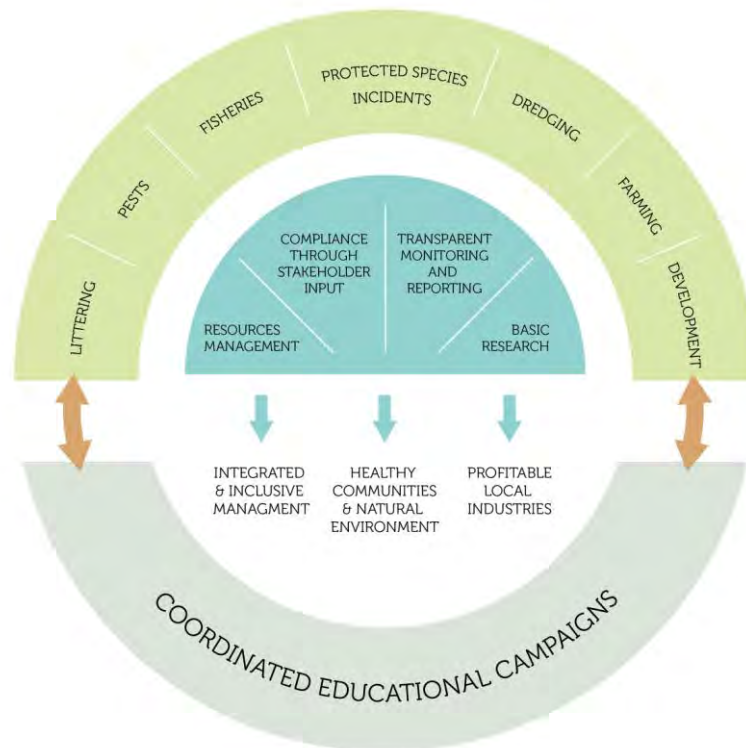 LITTERING
PESTS
FISHERIES
PROTECTED SPECIES
INCIDENTS
DREDGING
FARMING
DEVELOPMENT
RESOURCES
MANAGEMENT
COMPLIANCE
THROUGH
STAKEHOLDER
INPUT
TRANSPARENT
MONITORING
AND
REPORTING
BASIC
RESEARCH
INTEGRATED
& INCLUSIVE
MANAGMENT
HEALTHY
COMMUNITIES
& NATURAL
ENVIRONMENT
PROFITABLE
LOCAL
INDUSTRIES
COORDINATED EDUCATIONAL CAMPAIGNS